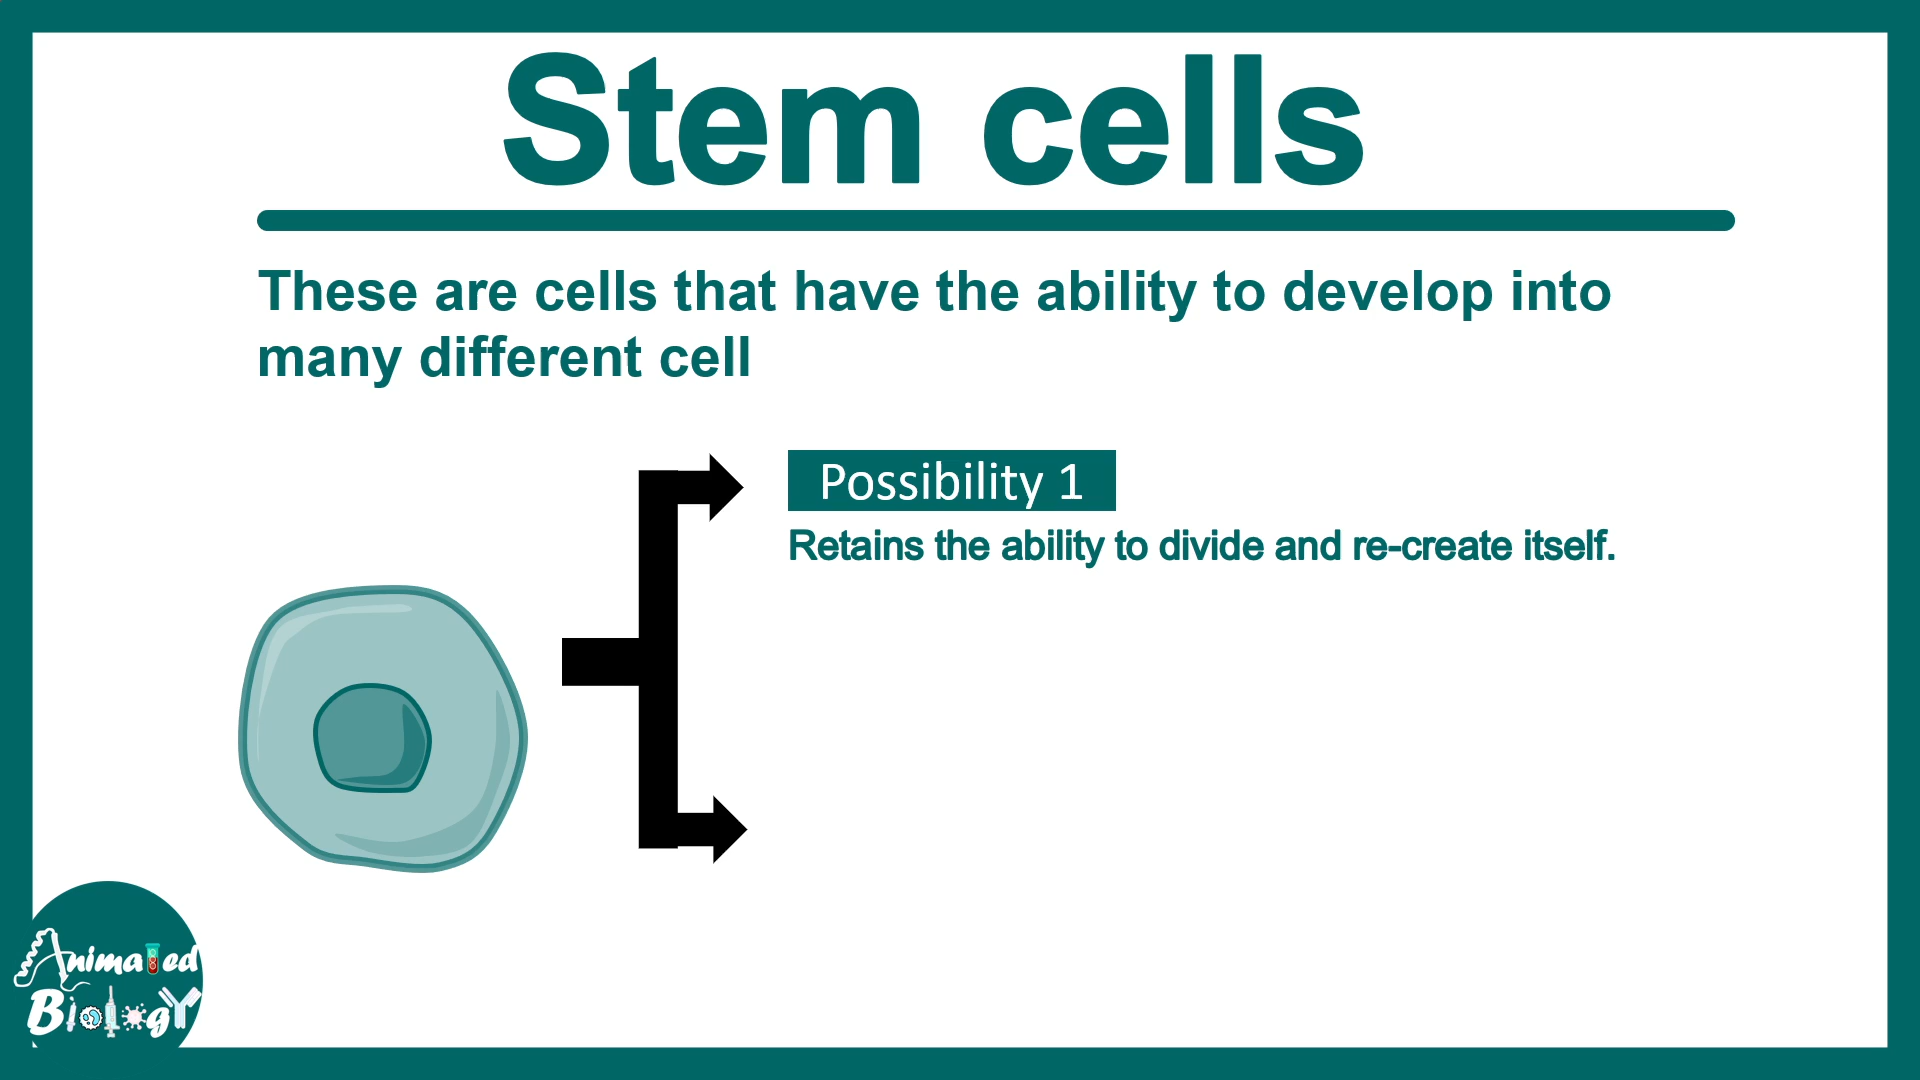 Stem cells
These are cells that have the ability to develop into
many different cell
Possibility 1
Retains the ability to divide and re-create itself.
Animated
Biology